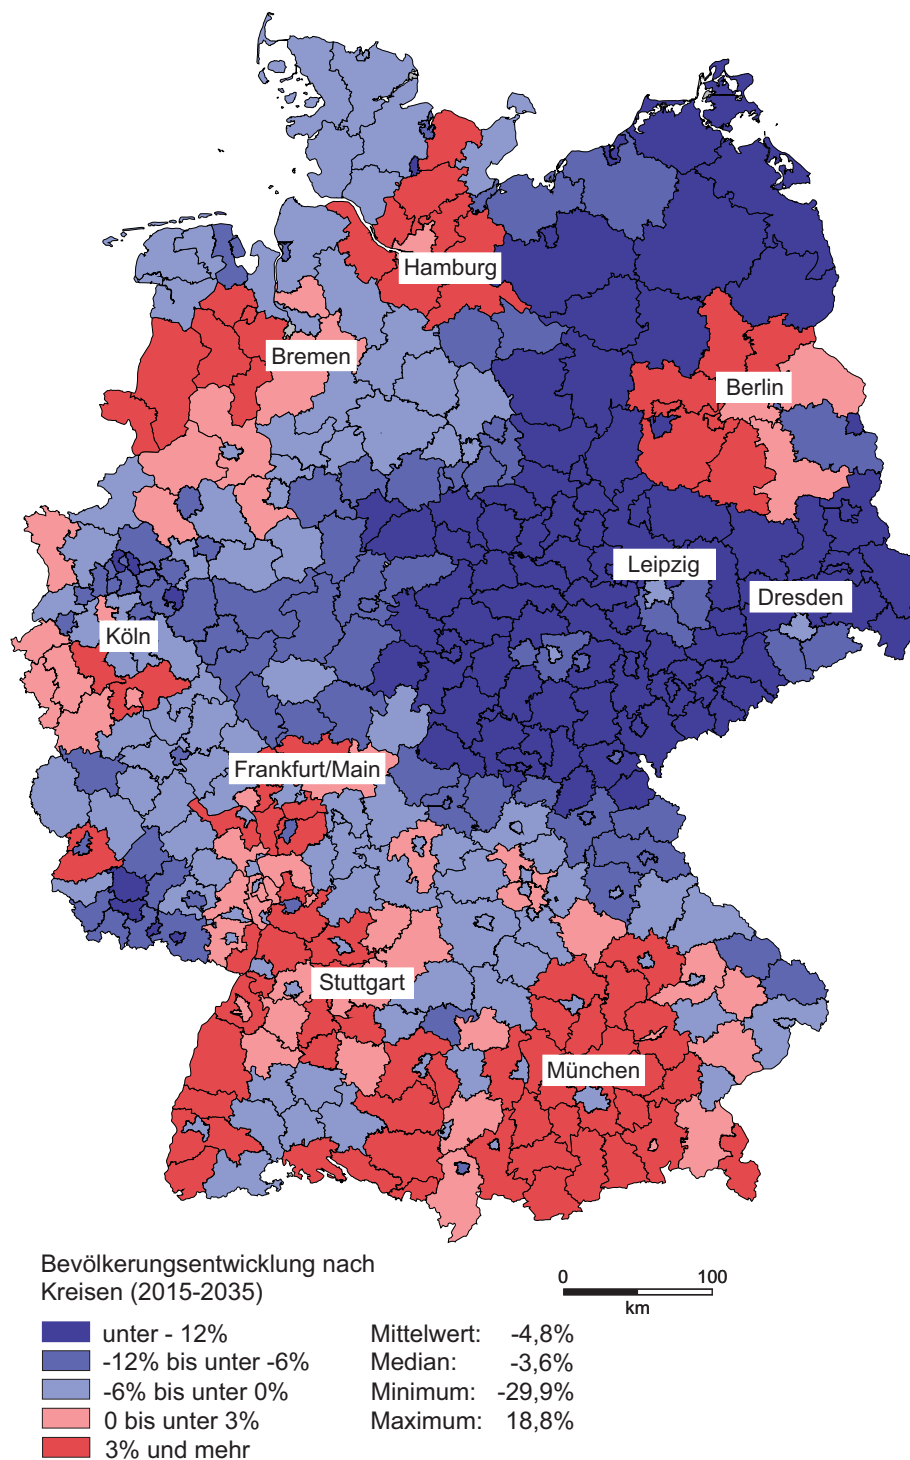 Hamburg
Bremen
Berlin
Leipzig
Dresden
Köln
Frankfurt/Main
Stuttgart
München
Bevölkerungsentwicklung nach
Kreisen (2015-2035)
0 100
km
unter - 12%
-12% bis unter -6%
-6% bis unter 0%
0 bis unter 3%
3% und mehr
Mittelwert: -4,8%
Median: -3,6%
Minimum: -29,9%
Maximum: 18,8%